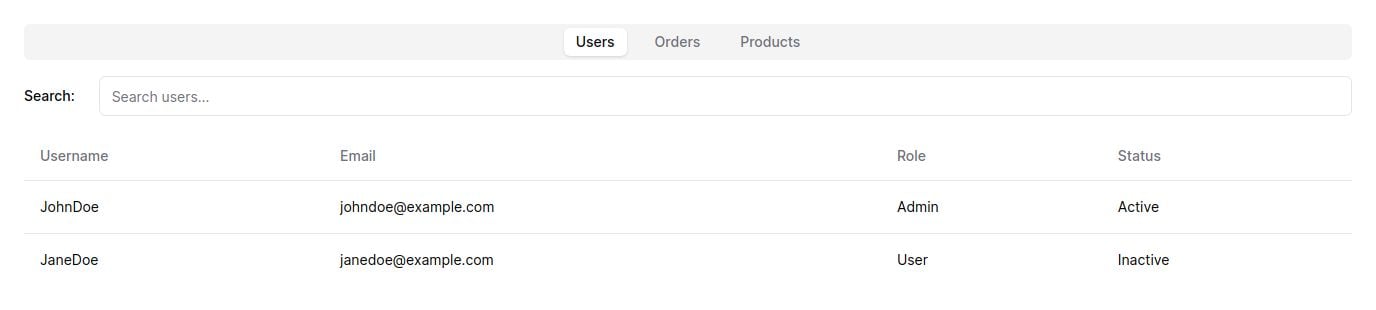 Users Orders Products
Search: Search users...
Username Email Role Status
JohnDoe johndoe@example.com Admin Active
JaneDoe janedoe@example.com User Inactive